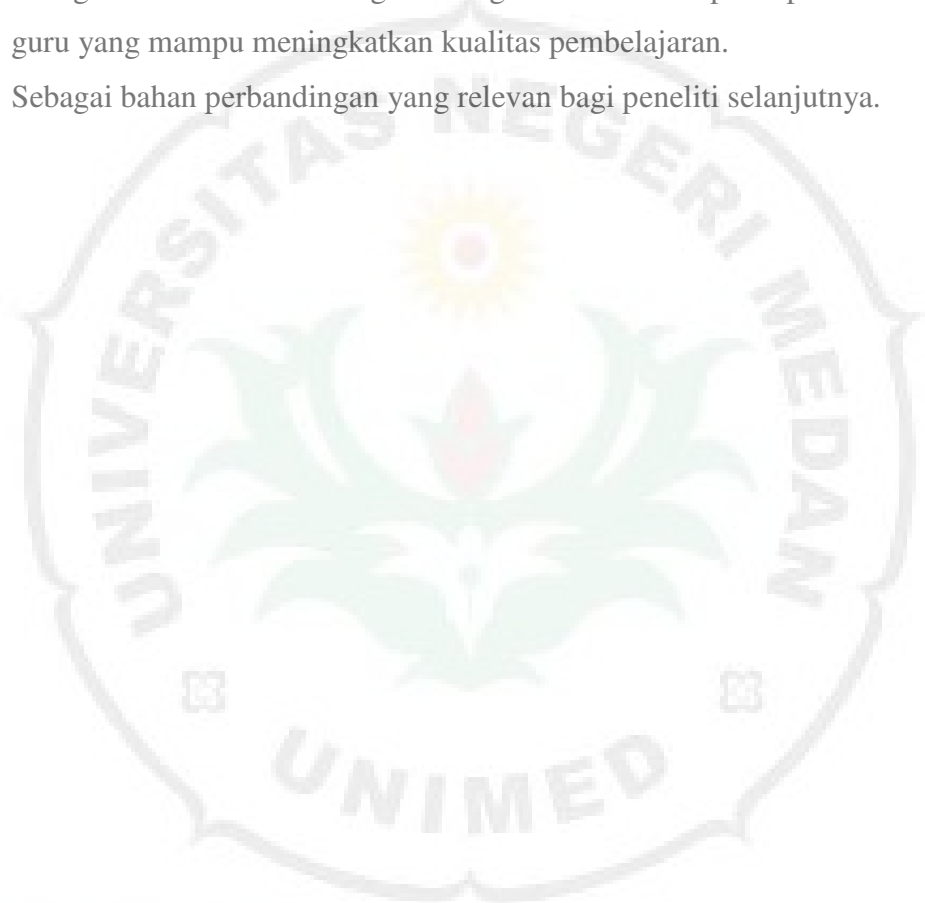 guru yang mampu meningkatkan kualitas pembelajaran.
Sebagai bahan perbandingan yang relevan bagi peneliti selanjutnya.
UNIVERSITAS NEGERI MEDAN
UNIMED